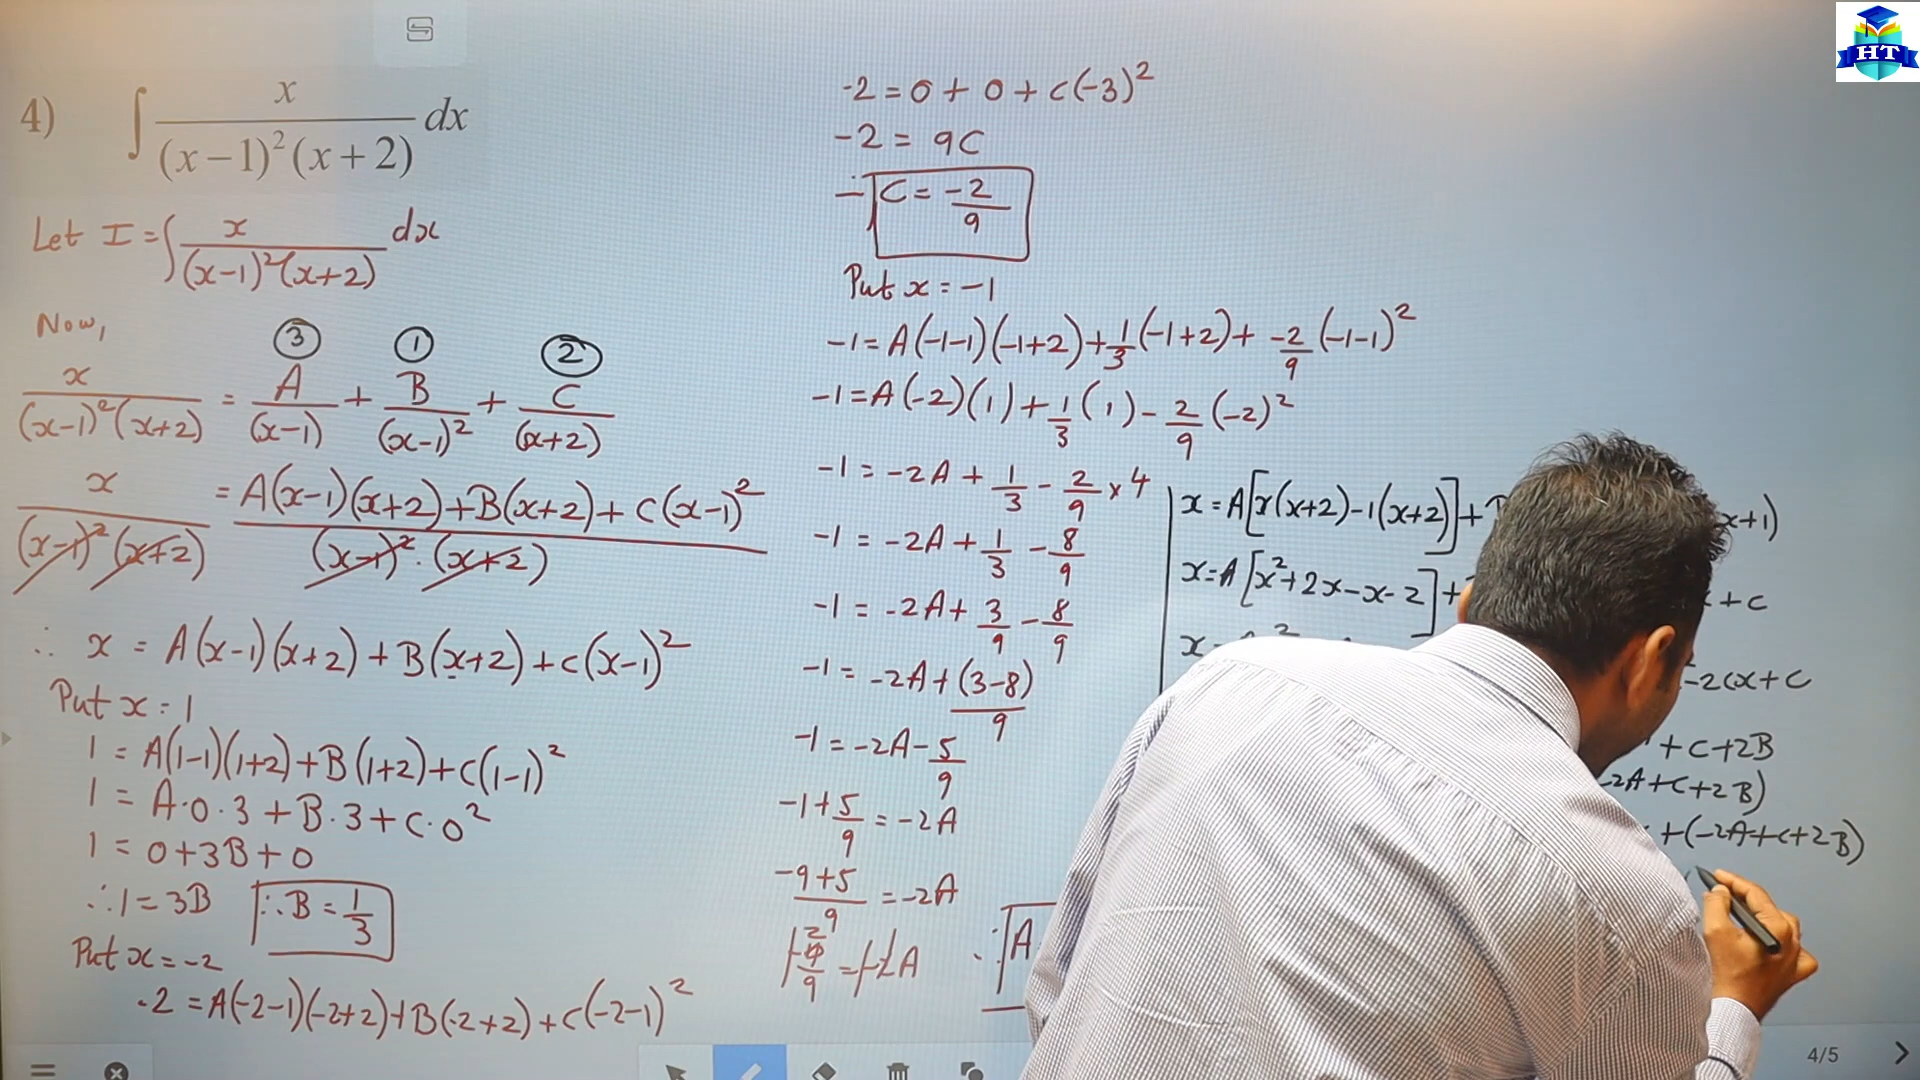 4) ∫ x / (x−1)²(x+2) dx
Let I = ∫ x / (x−1)²(x+2) dx
Now,
③ ① ②
x / (x−1)²(x+2) = A / (x−1) + B / (x−1)² + C / (x+2)
x / (x−1)²(x+2) = A(x−1)(x+2)+B(x+2)+C(x−1)² / (x−1)²·(x+2)
∴ x = A(x−1)(x+2)+B(x+2)+C(x−1)²
Put x = 1
1 = A(1−1)(1+2)+B(1+2)+C(1−1)²
1 = A·0·3+B·3+C·0²
1 = 0+3B+0
∴ 1 = 3B ∴ B = 1/3
Put x = −2
-2 = A(−2−1)(−2+2)+B(-2+2)+C(−2−1)²
-2 = 0 + 0 + C(−3)²
−2 = 9C
C = −2/9
Put x = −1
−1 = A(−1−1)(−1+2)+1/3(−1+2)+ −2/9(−1−1)²
−1 = A(−2)(1)+1/3(1)−2/9(−2)²
−1 = −2A+1/3−2/9×4
−1 = −2A+1/3−8/9
−1 = −2A+3/9−8/9
−1 = −2A+(3−8)/9
−1 = −2A−5/9
−1+5/9 = −2A
−9+5/9 = −2A
−4/9 = −2A ∴ A
x = A[x(x+2)−1(x+2)]+ x+1)
x = A[x²+2x−x−2]+ + C
x −2Cx+C
+C+2B
2A+C+2B)
+(−2A+C+2B)
HT
4/5